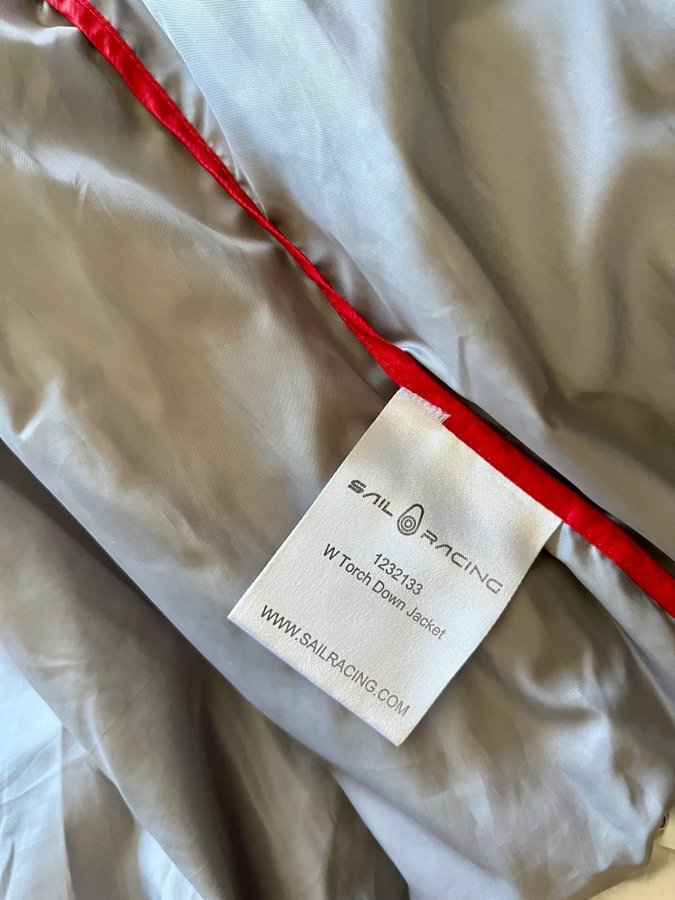 SAIL RACING
1232133
W Torch Down Jacket
WWW.SAILRACING.COM